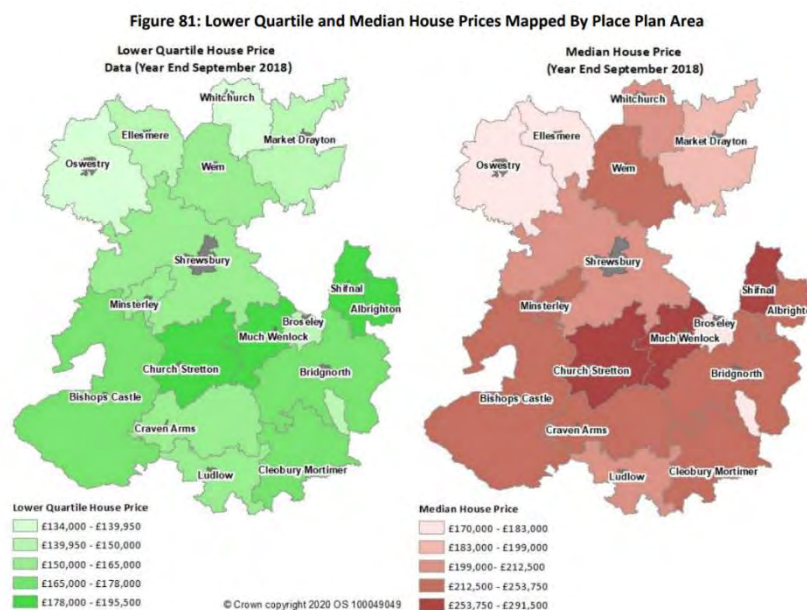 Figure 81: Lower Quartile and Median House Prices Mapped By Place Plan Area
Lower Quartile House Price
Data (Year End September 2018)
Whitchurch
Ellesmere
Market Drayton
Oswestry
Wem
Shrewsbury
Shifnal
Minsterley
Albrighton
Broseley
Much Wenlock
Church Stretton
Bridgnorth
Bishops Castle
Craven Arms
Ludlow
Cleobury Mortimer
Lower Quartile House Price
£134,000 - £139,950
£139,950 - £150,000
£150,000 - £165,000
£165,000 - £178,000
£178,000 - £195,500
© Crown copyright 2020 OS 100049049
Median House Price
(Year End September 2018)
Whitchurch
Ellesmere
Market Drayton
Oswestry
Wem
Shrewsbury
Shifnal
Minsterley
Albrighton
Broseley
Much Wenlock
Church Stretton
Bridgnorth
Bishops Castle
Craven Arms
Ludlow
Cleobury Mortimer
Median House Price
£170,000 - £183,000
£183,000 - £199,000
£199,000 - £212,500
£212,500 - £253,750
£253,750 - £291,500